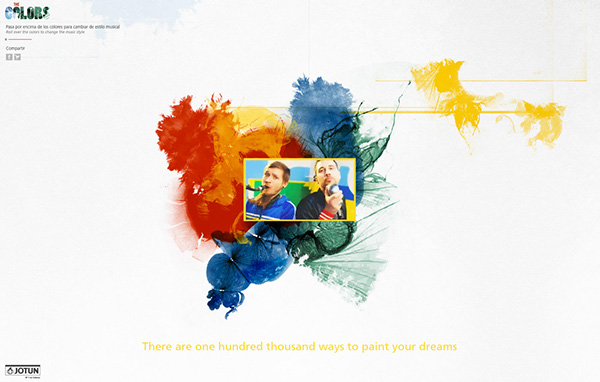 THE
COLORS
Pasa por encima de los colores para cambiar de estilo musical
Roll over the colors to change the music style
Compartir
There are one hundred thousand ways to paint your dreams
JOTUN